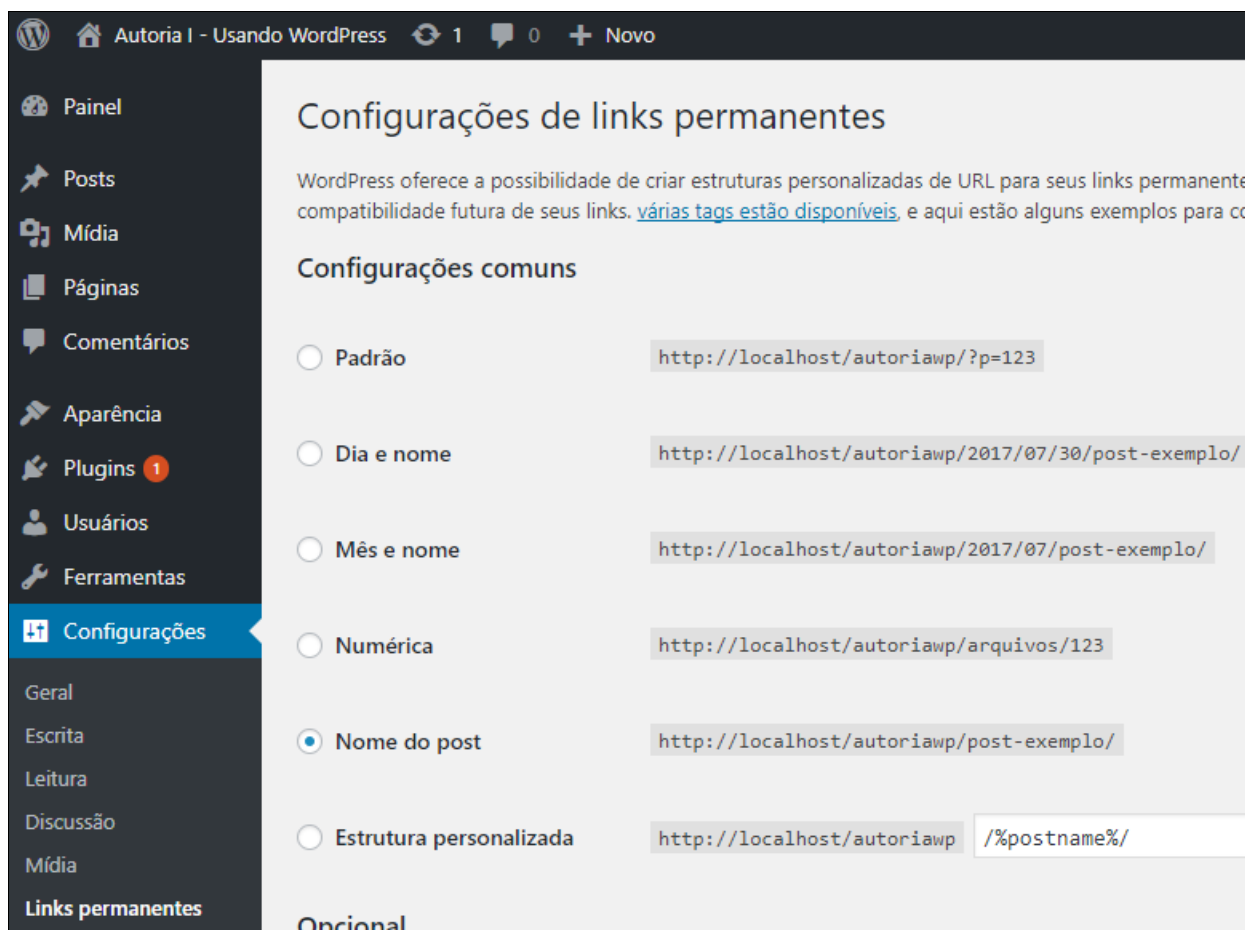 Autoria I - Usando WordPress 1 0 + Novo
Painel
Posts
Mídia
Páginas
Comentários
Aparência
Plugins 1
Usuários
Ferramentas
Configurações
Geral
Escrita
Leitura
Discussão
Mídia
Links permanentes
Configurações de links permanentes
WordPress oferece a possibilidade de criar estruturas personalizadas de URL para seus links permanente
compatibilidade futura de seus links. várias tags estão disponíveis, e aqui estão alguns exemplos para
Configurações comuns
Padrão http://localhost/autoriawp/?p=123
Dia e nome http://localhost/autoriawp/2017/07/30/post-exemplo/
Mês e nome http://localhost/autoriawp/2017/07/post-exemplo/
Numérica http://localhost/autoriawp/arquivos/123
Nome do post http://localhost/autoriawp/post-exemplo/
Estrutura personalizada http://localhost/autoriawp /%postname%/
Opcional